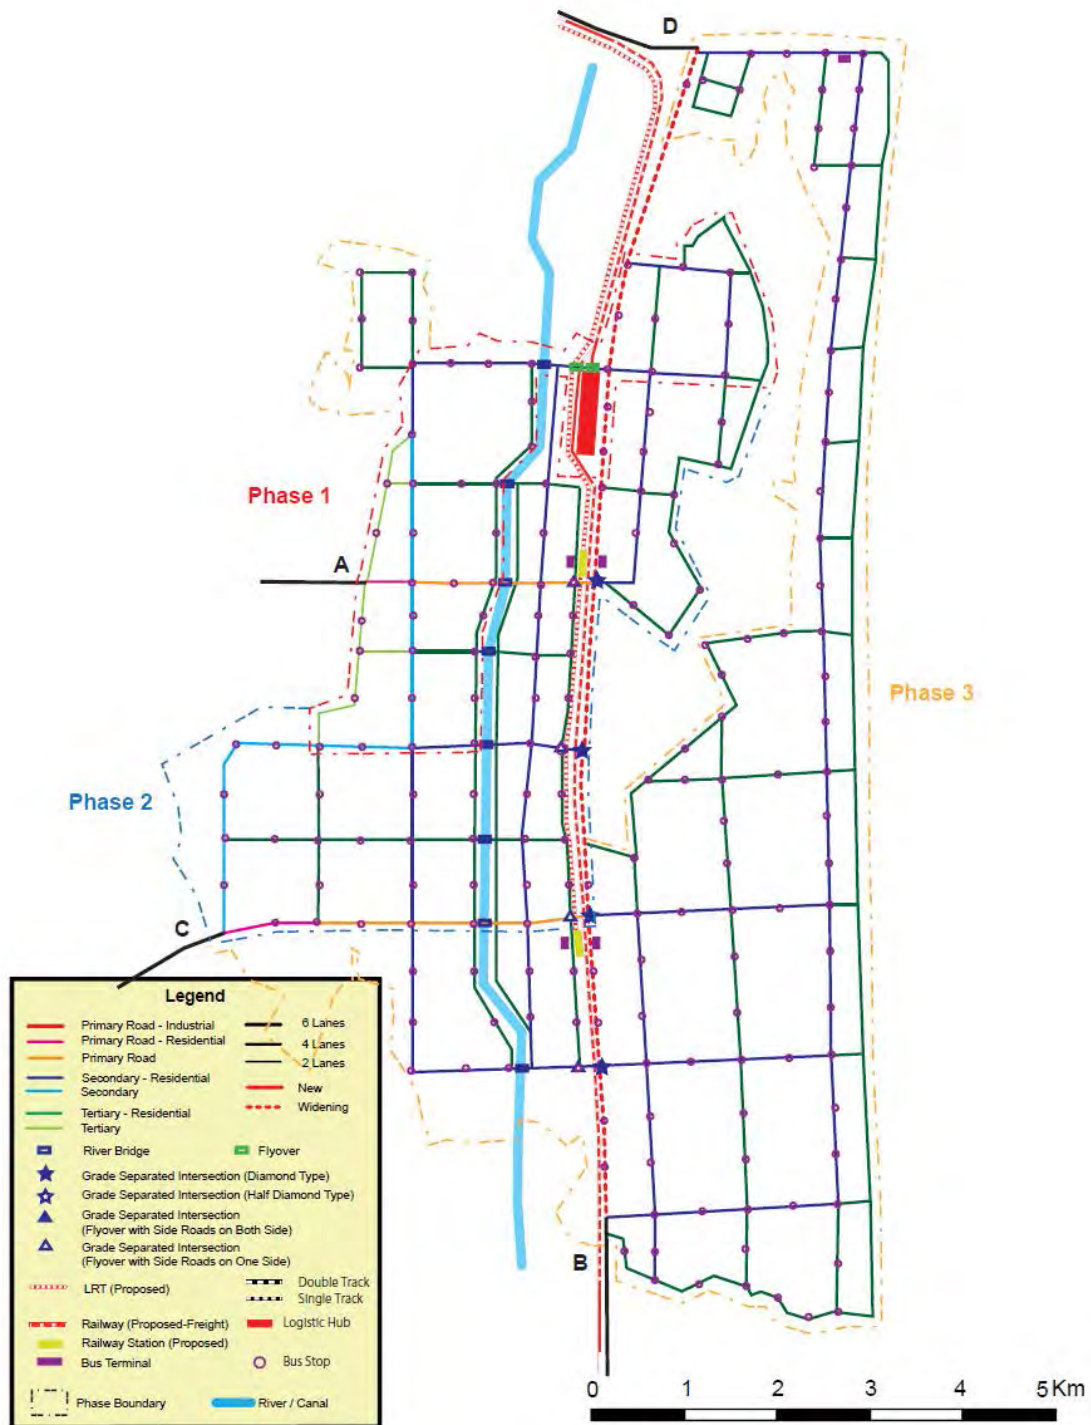 D
Phase 1
A
Phase 3
Phase 2
C
Legend
Primary Road - Industrial
Primary Road - Residential
Primary Road
Secondary - Residential
Secondary
Tertiary - Residential
Tertiary
6 Lanes
4 Lanes
2 Lanes
New
Widening
River Bridge
Flyover
Grade Separated Intersection (Diamond Type)
Grade Separated Intersection (Half Diamond Type)
Grade Separated Intersection
(Flyover with Side Roads on Both Side)
Grade Separated Intersection
(Flyover with Side Roads on One Side)
LRT (Proposed)
Double Track
Single Track
Railway (Proposed-Freight)
Logistic Hub
Railway Station (Proposed)
Bus Terminal
Bus Stop
Phase Boundary
River / Canal
B
0 1 2 3 4 5 Km